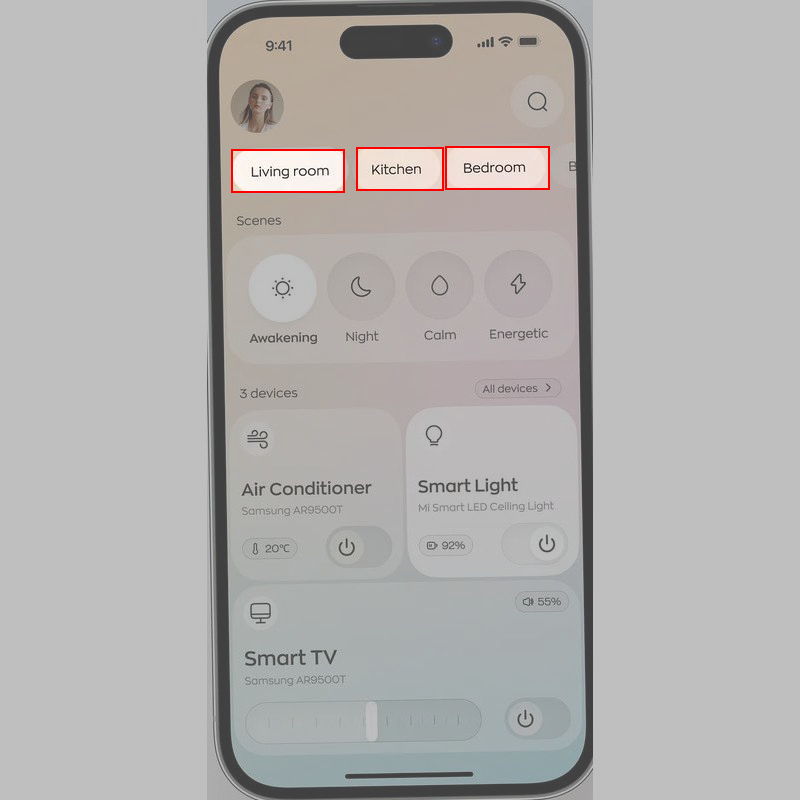 9:41
Living room Kitchen Bedroom B
Scenes
Awakening Night Calm Energetic
3 devices All devices
Air Conditioner
Samsung AR9500T
20°C
Smart Light
Mi Smart LED Ceiling Light
92%
55%
Smart TV
Samsung AR9500T